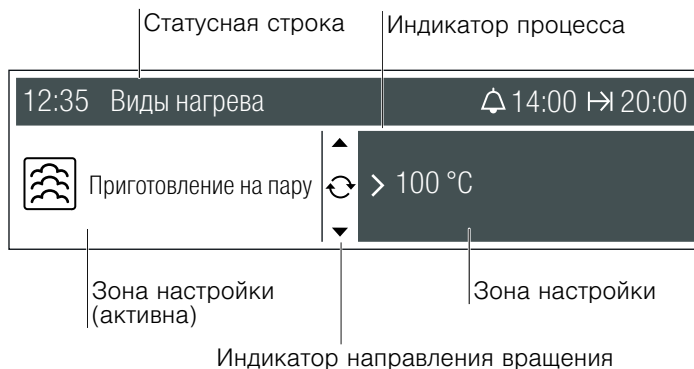 Статусная строка
Индикатор процесса
12:35 Виды нагрева 14:00 20:00
Приготовление на пару 100 °C
Зона настройки
(активна)
Зона настройки
Индикатор направления вращения